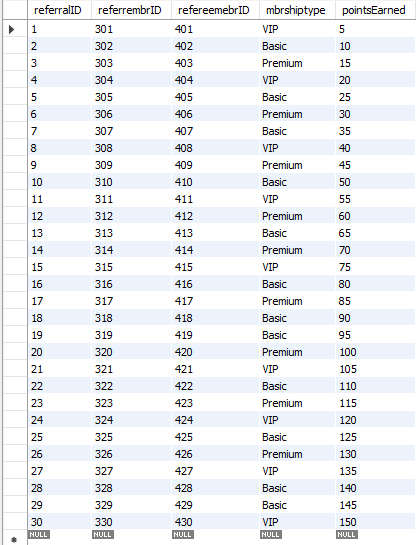 referralID referrembrID refereemebrID mbrshiptype pointsEarned
1 301 401 VIP 5
2 302 402 Basic 10
3 303 403 Premium 15
4 304 404 VIP 20
5 305 405 Basic 25
6 306 406 Premium 30
7 307 407 Basic 35
8 308 408 VIP 40
9 309 409 Premium 45
10 310 410 Basic 50
11 311 411 VIP 55
12 312 412 Premium 60
13 313 413 Basic 65
14 314 414 Premium 70
15 315 415 VIP 75
16 316 416 Basic 80
17 317 417 Premium 85
18 318 418 Basic 90
19 319 419 Basic 95
20 320 420 Premium 100
21 321 421 VIP 105
22 322 422 Basic 110
23 323 423 Premium 115
24 324 424 VIP 120
25 325 425 Basic 125
26 326 426 Premium 130
27 327 427 VIP 135
28 328 428 Basic 140
29 329 429 Basic 145
30 330 430 VIP 150
NULL NULL NULL NULL NULL